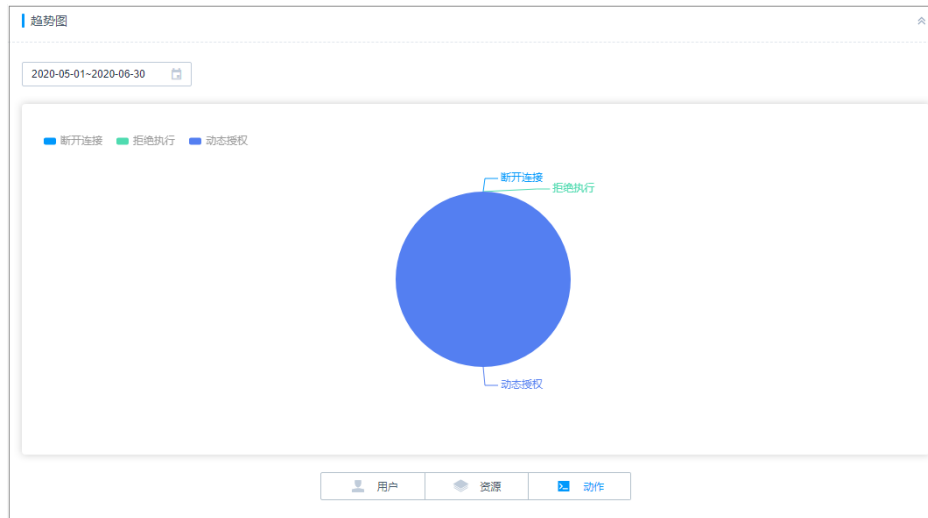 趋势图
2020-05-01~2020-06-30
断开连接 拒绝执行 动态授权
断开连接
拒绝执行
动态授权
用户 资源 动作